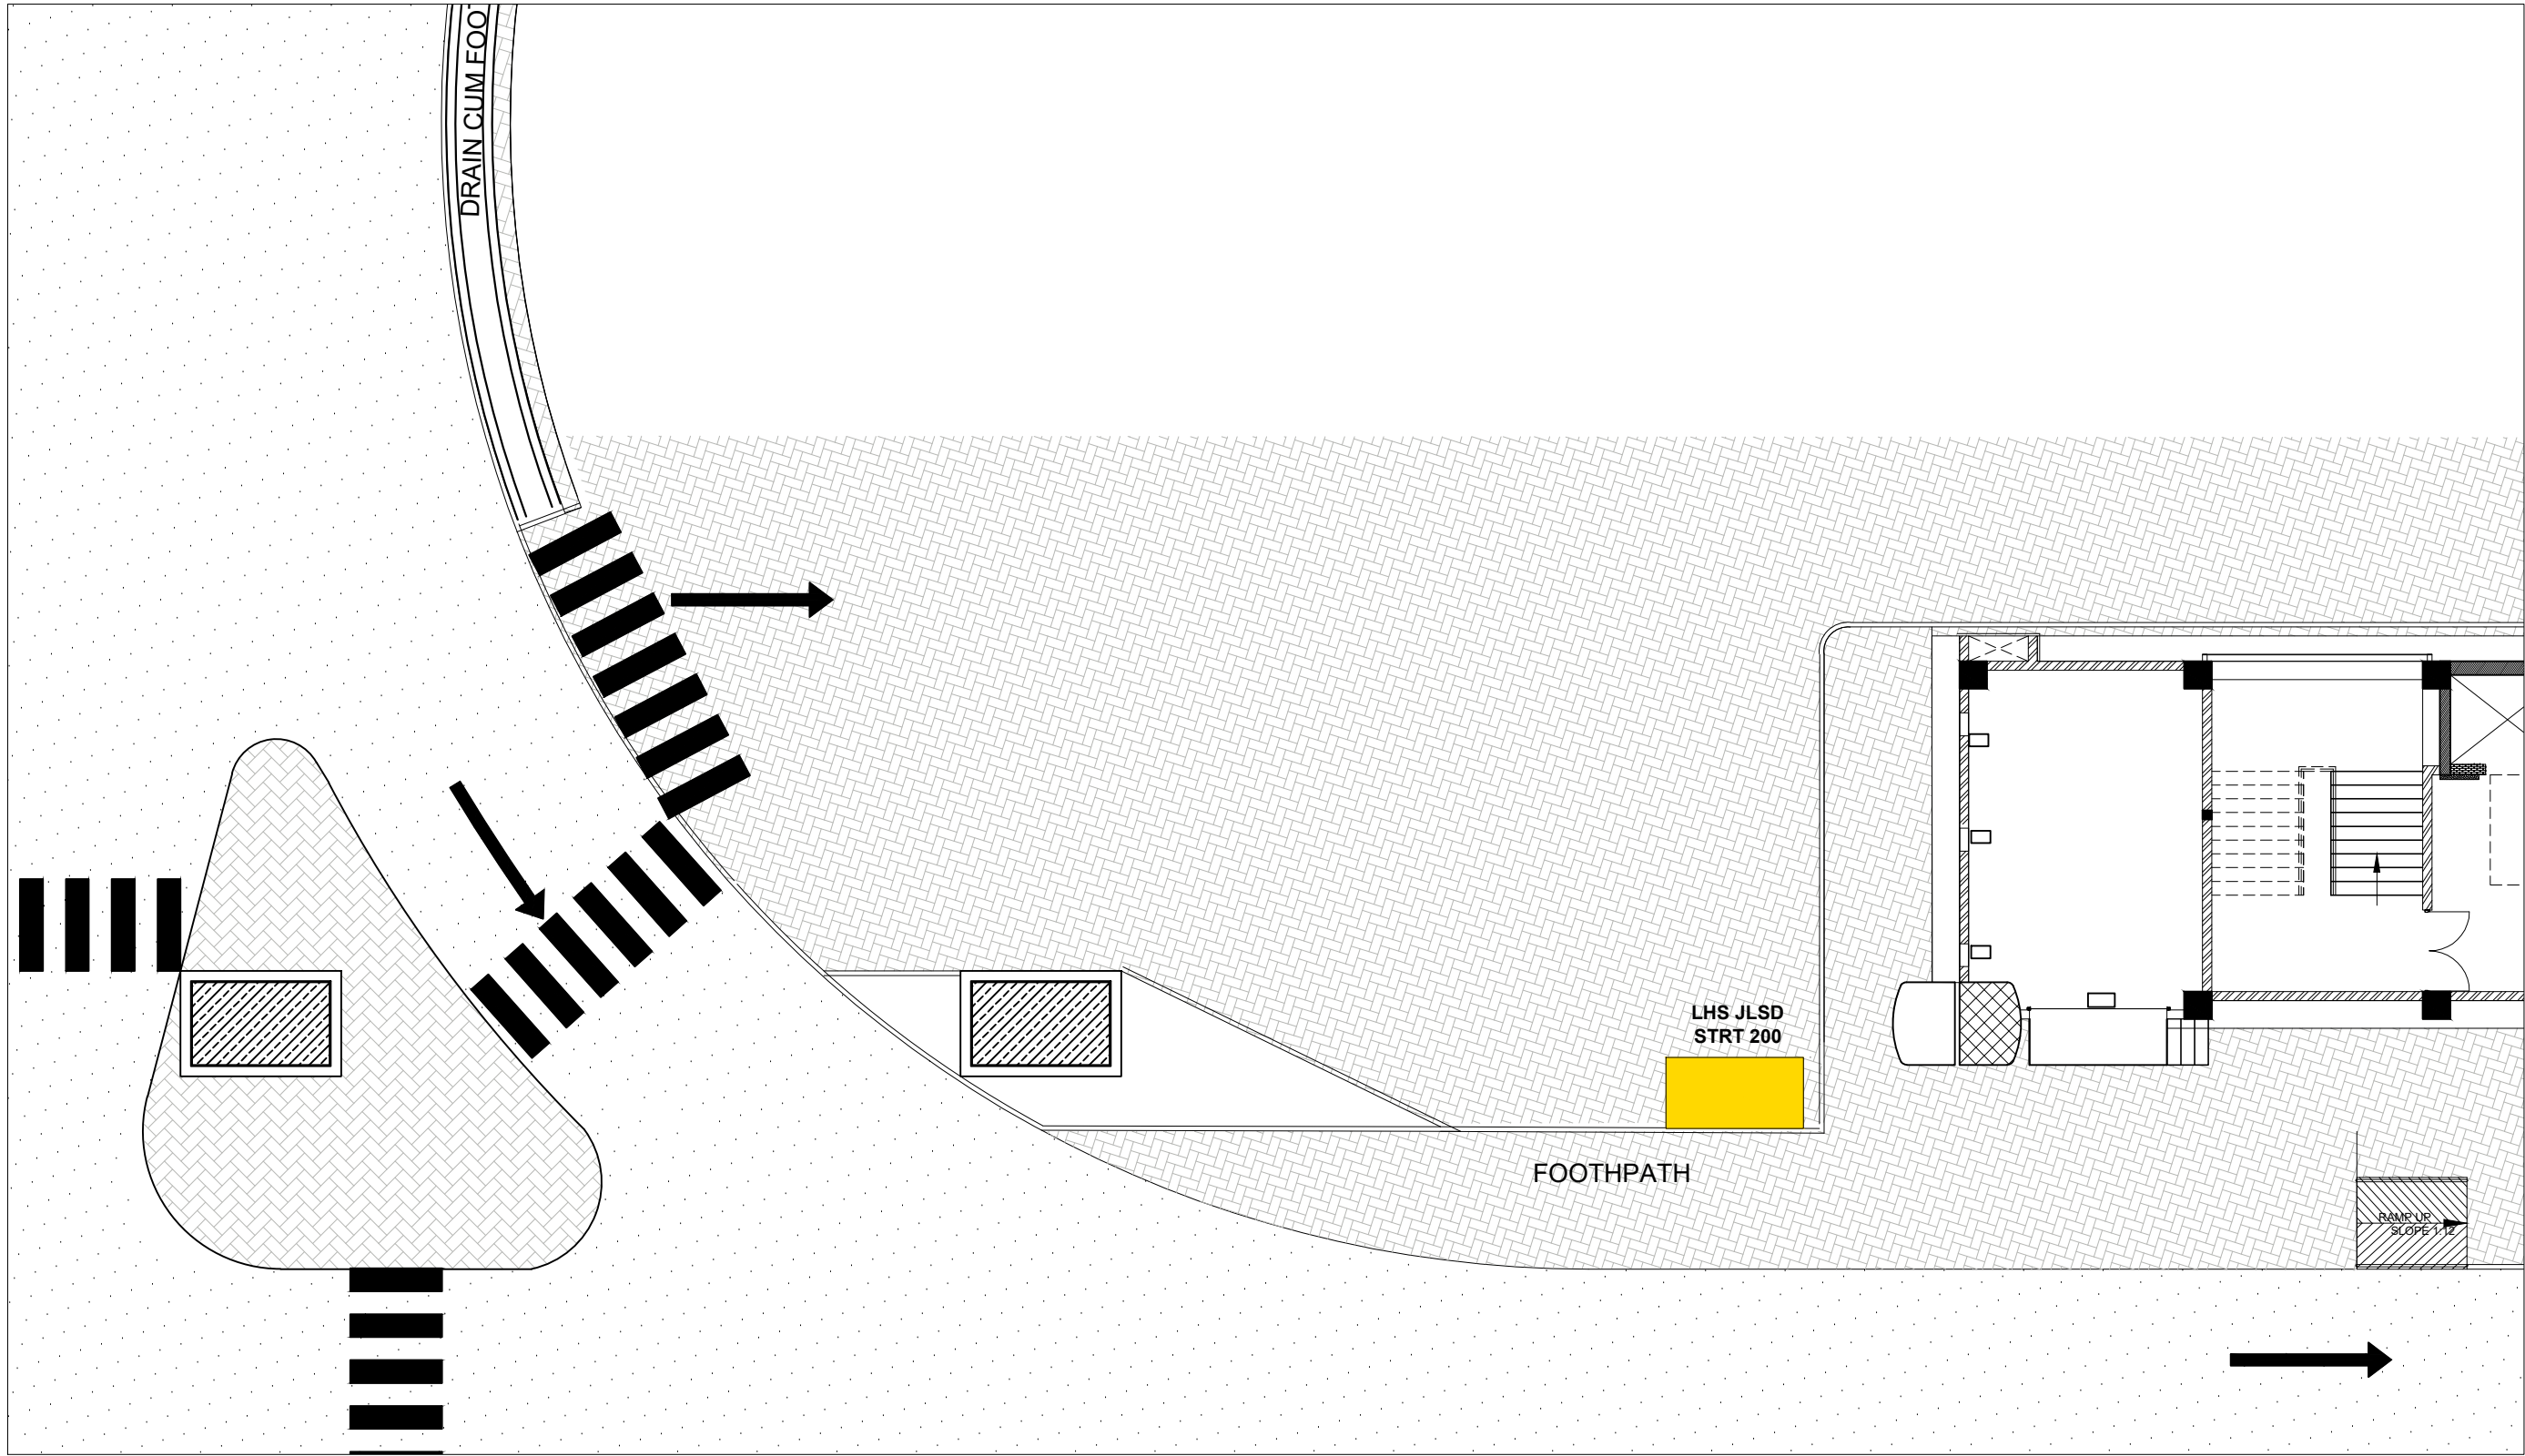 DRAIN CUM FOO
LHS JLSD
STRT 200
FOOTHPATH
RAMP UP
SLOPE 1:12